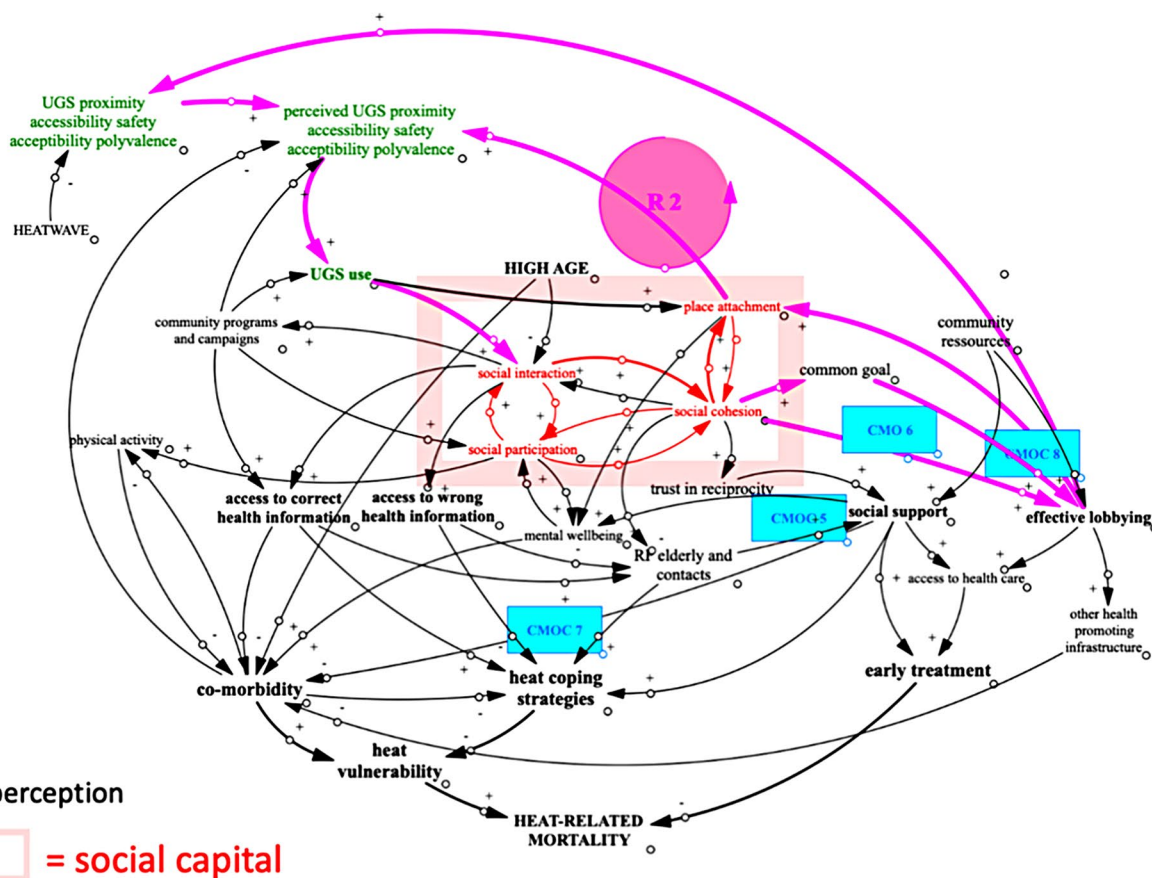 UGS proximity
accessibility safety
acceptibility polyvalence
perceived UGS proximity
accessibility safety
acceptibility polyvalence
R 2
HEATWAVE
UGS use
HIGH AGE
place attachment
community programs
and campaigns
community
ressources
social interaction
common goal
social cohesion
CMO 6
physical activity
social participation
CMOC 8
access to correct
health information
access to wrong
health information
trust in reciprocity
social support
effective lobbying
CMOC 5
mental wellbeing
RF elderly and
contacts
access to health care
other health
promoting
infrastructure
CMOC 7
co-morbidity
heat coping
strategies
early treatment
heat
vulnerability
perception
HEAT-RELATED
MORTALITY
= social capital